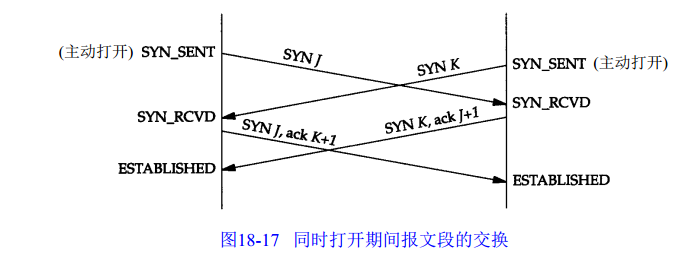 (主动打开) SYN_SENT
SYN J
SYN K
SYN_SENT (主动打开)
SYN_RCVD
SYN_RCVD
SYN J, ack K+1
SYN K, ack J+1
ESTABLISHED
ESTABLISHED
图18-17 同时打开期间报文段的交换